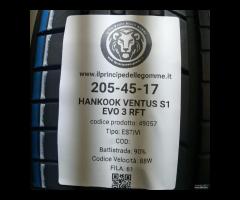 www.ilprincipedellegomme.it
205-45-17
HANKOOK VENTUS S1
EVO 3 RFT
codice prodotto: 49057
Tipo: ESTIVI
COD:
Battistrada: 90%
Codice Velocità: 88W
FILA: 61